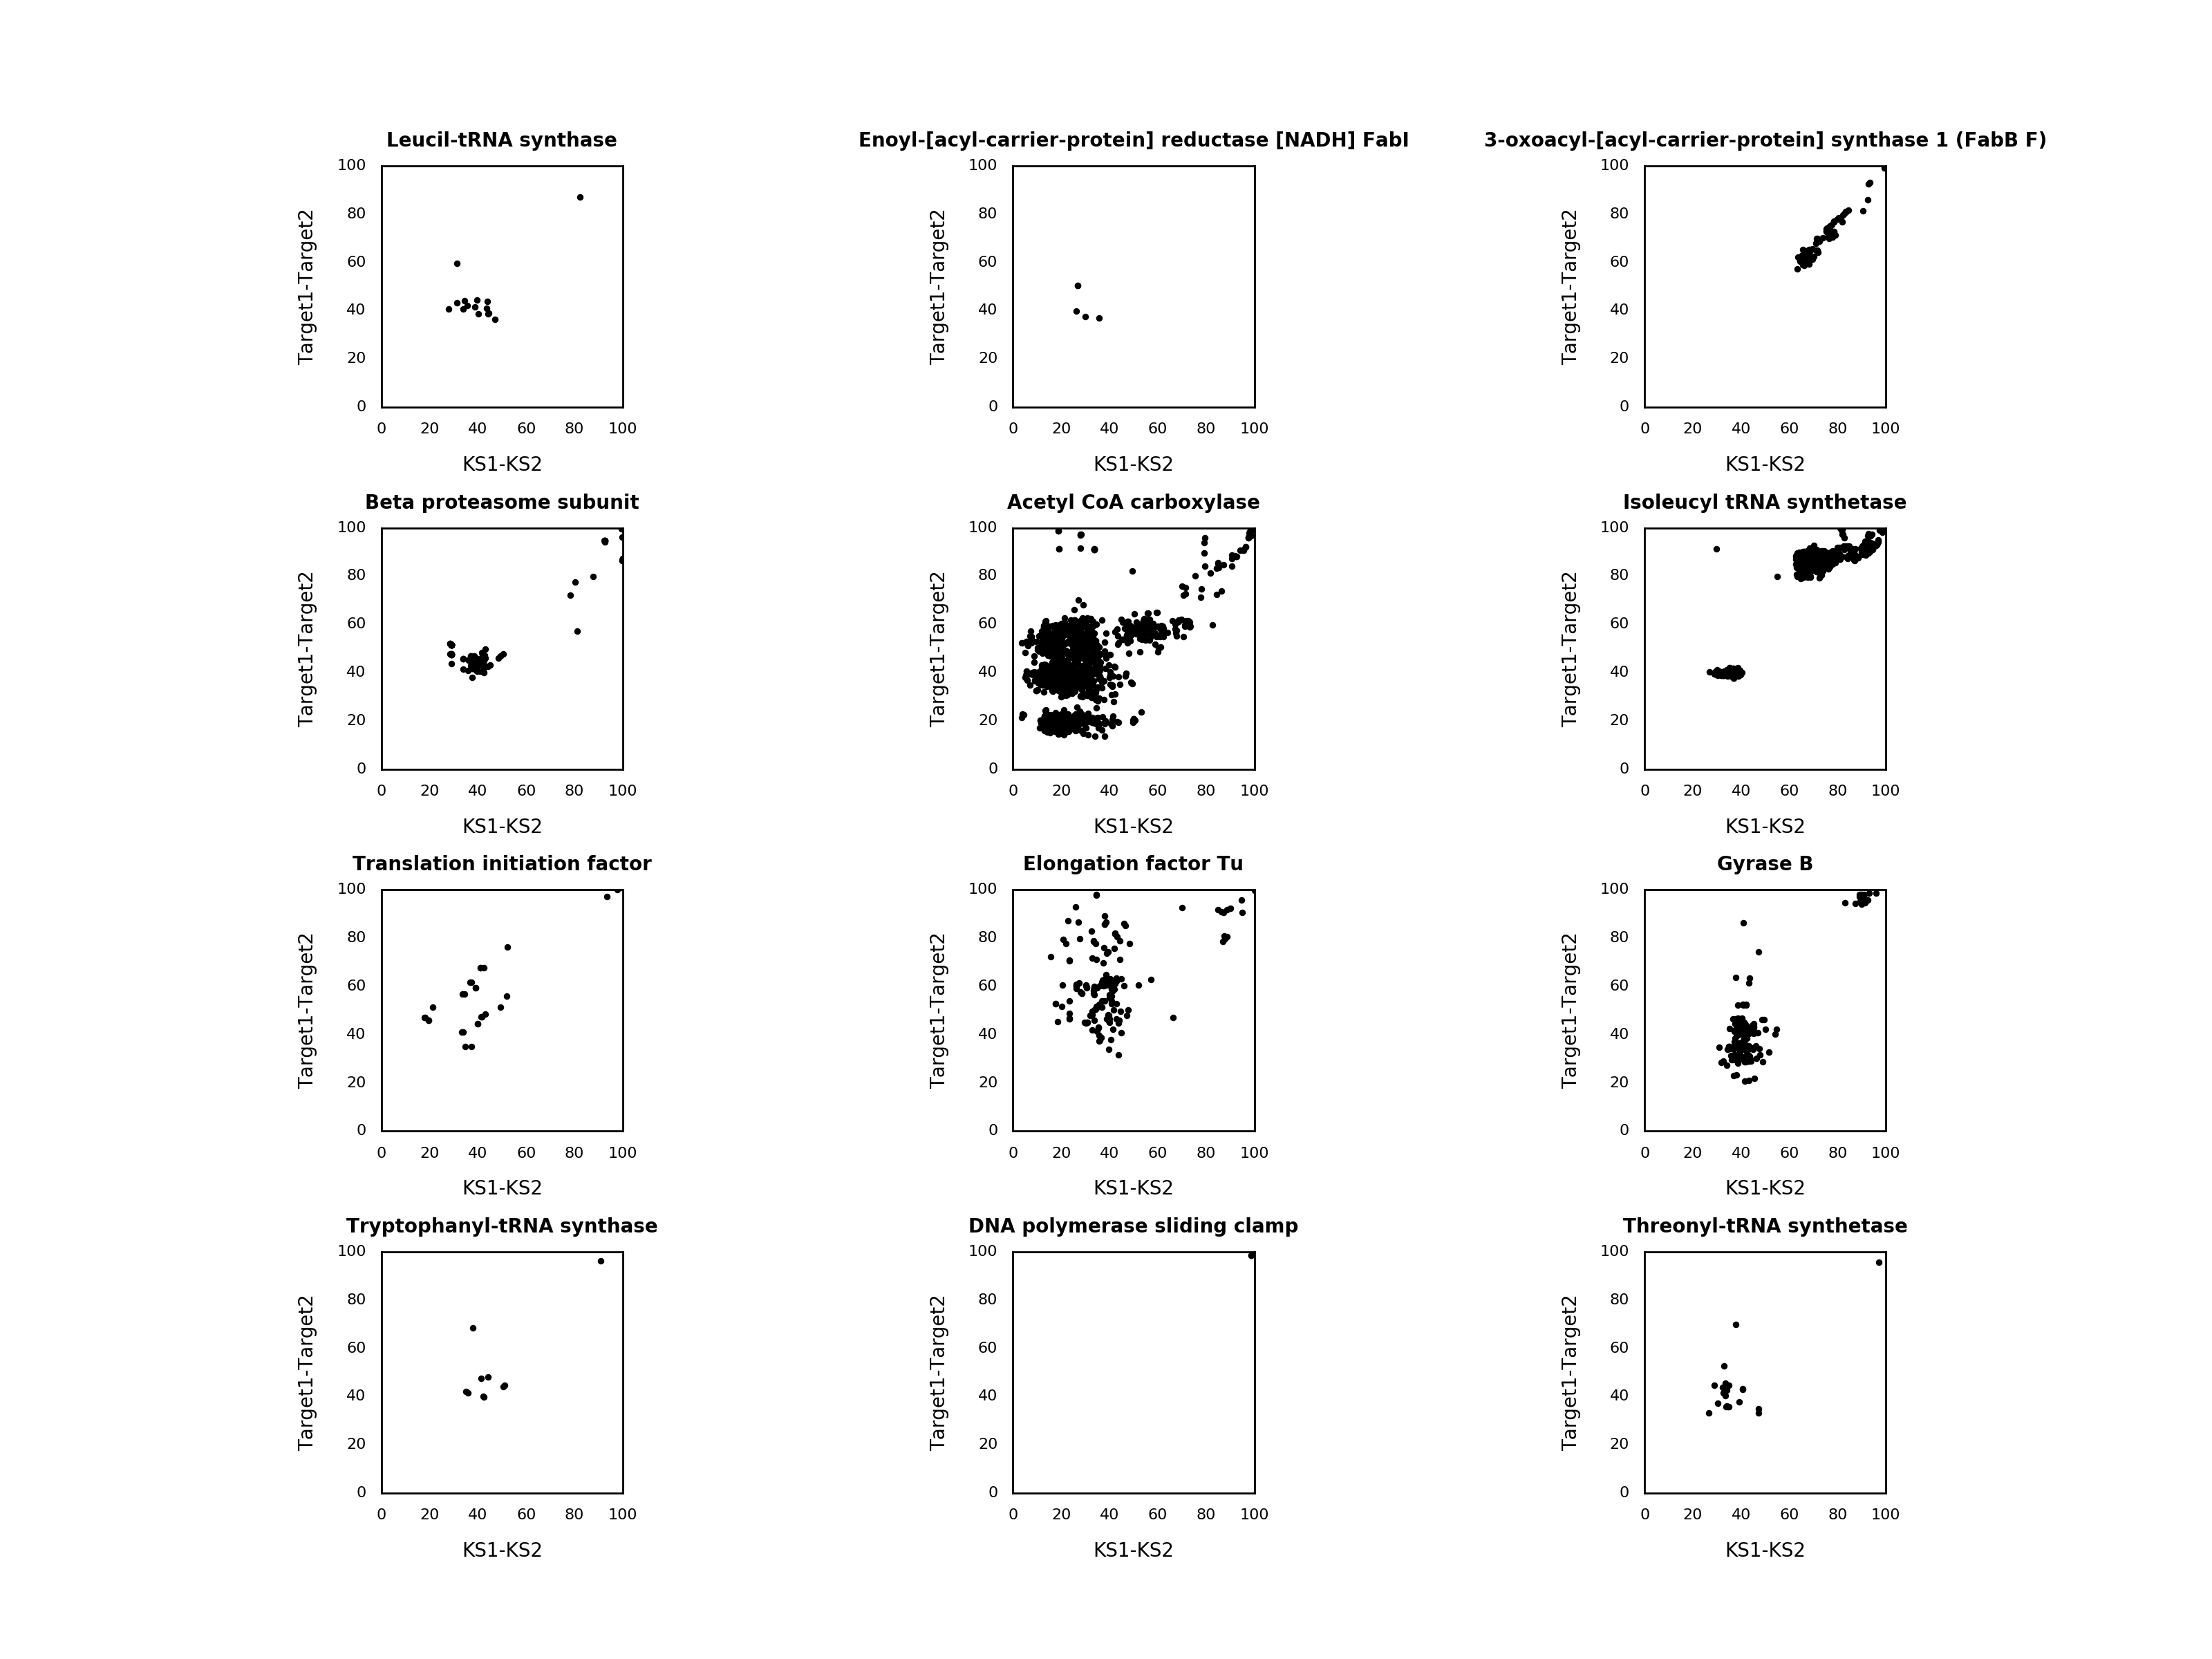 Leucil-tRNA synthase
Target1-Target2
100
80
60
40
20
0
0 20 40 60 80 100
KS1-KS2
Enoyl-[acyl-carrier-protein] reductase [NADH] FabI
Target1-Target2
100
80
60
40
20
0
0 20 40 60 80 100
KS1-KS2
3-oxoacyl-[acyl-carrier-protein] synthase 1 (FabB F)
Target1-Target2
100
80
60
40
20
0
0 20 40 60 80 100
KS1-KS2
Beta proteasome subunit
Target1-Target2
100
80
60
40
20
0
0 20 40 60 80 100
KS1-KS2
Acetyl CoA carboxylase
Target1-Target2
100
80
60
40
20
0
0 20 40 60 80 100
KS1-KS2
Isoleucyl tRNA synthetase
Target1-Target2
100
80
60
40
20
0
0 20 40 60 80 100
KS1-KS2
Translation initiation factor
Target1-Target2
100
80
60
40
20
0
0 20 40 60 80 100
KS1-KS2
Elongation factor Tu
Target1-Target2
100
80
60
40
20
0
0 20 40 60 80 100
KS1-KS2
Gyrase B
Target1-Target2
100
80
60
40
20
0
0 20 40 60 80 100
KS1-KS2
Tryptophanyl-tRNA synthase
Target1-Target2
100
80
60
40
20
0
0 20 40 60 80 100
KS1-KS2
DNA polymerase sliding clamp
Target1-Target2
100
80
60
40
20
0
0 20 40 60 80 100
KS1-KS2
Threonyl-tRNA synthetase
Target1-Target2
100
80
60
40
20
0
0 20 40 60 80 100
KS1-KS2